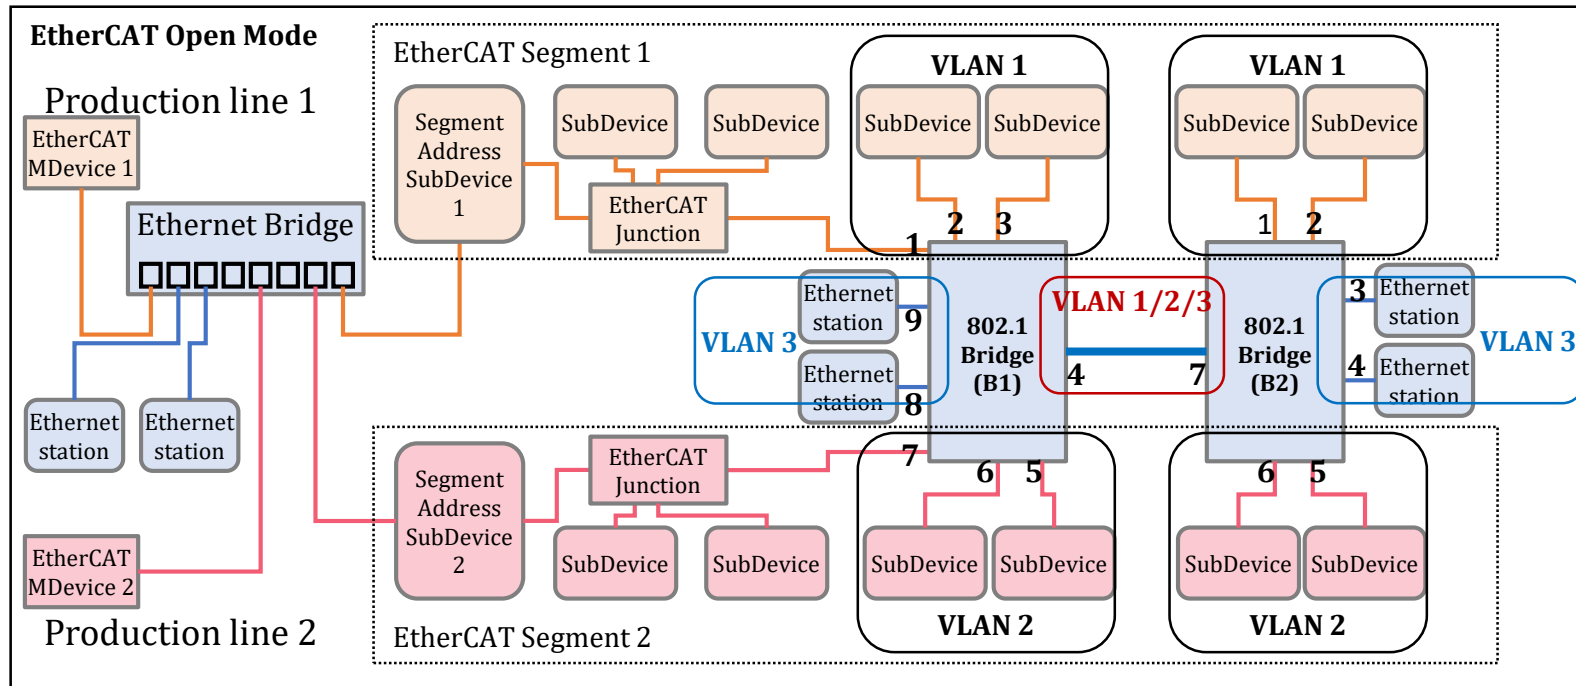 EtherCAT Open Mode
Production line 1
EtherCAT
MDevice 1
Ethernet Bridge
Ethernet
station
Ethernet
station
EtherCAT
MDevice 2
Production line 2
EtherCAT Segment 1
Segment
Address
SubDevice
1
SubDevice
SubDevice
EtherCAT
Junction
VLAN 1
SubDevice
SubDevice
VLAN 1
SubDevice
SubDevice
1
2
3
1
2
Ethernet
station
9
Ethernet
station
8
VLAN 3
802.1
Bridge
(B1)
VLAN 1/2/3
4
7
802.1
Bridge
(B2)
3
Ethernet
station
4
Ethernet
station
VLAN 3
7
6
5
6
5
Segment
Address
SubDevice
2
EtherCAT
Junction
SubDevice
SubDevice
SubDevice
SubDevice
VLAN 2
SubDevice
SubDevice
VLAN 2
EtherCAT Segment 2